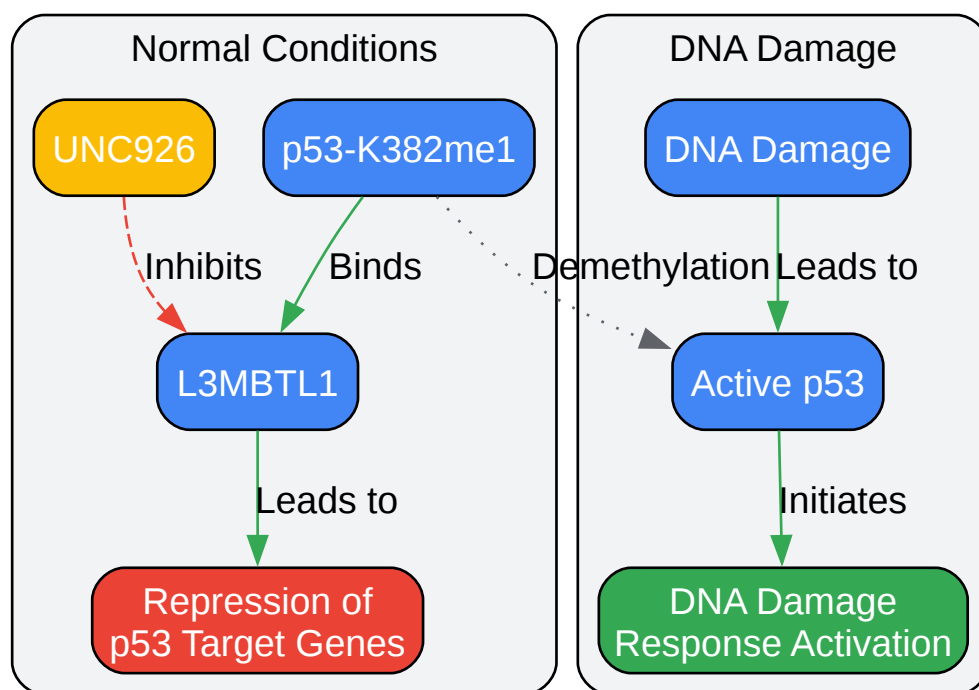 Normal Conditions
UNC926
p53-K382me1
Inhibits
Binds
L3MBTL1
Leads to
Repression of
p53 Target Genes
DNA Damage
DNA Damage
Demethylation
Leads to
Active p53
Initiates
DNA Damage
Response Activation